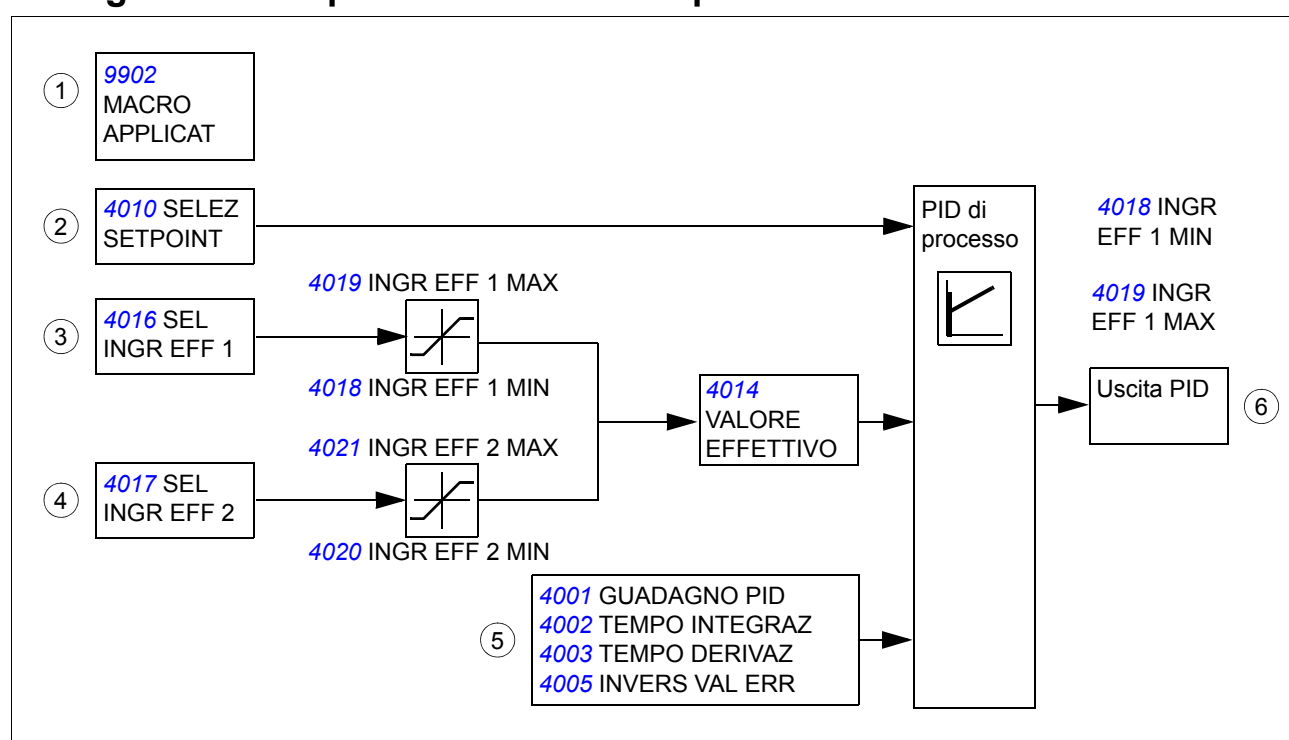 1
9902
MACRO
APPLICAT
2
4010 SELEZ
SETPOINT
PID di
processo
4018 INGR
EFF 1 MIN
4019 INGR
EFF 1 MAX
4019 INGR EFF 1 MAX
3
4016 SEL
INGR EFF 1
4018 INGR EFF 1 MIN
4014
VALORE
EFFETTIVO
Uscita PID
6
4021 INGR EFF 2 MAX
4
4017 SEL
INGR EFF 2
4020 INGR EFF 2 MIN
5
4001 GUADAGNO PID
4002 TEMPO INTEGRAZ
4003 TEMPO DERIVAZ
4005 INVERS VAL ERR